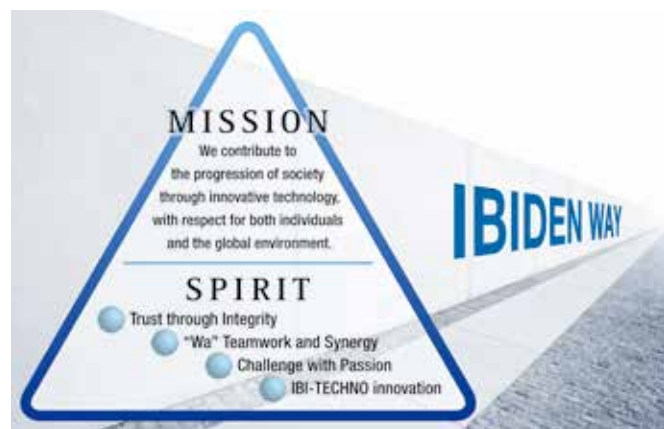 MISSION
We contribute to
the progression of society
through innovative technology,
with respect for both individuals
and the global environment.
IBIDEN WAY
SPIRIT
Trust through Integrity
"Wa" Teamwork and Synergy
Challenge with Passion
IBI-TECHNO innovation